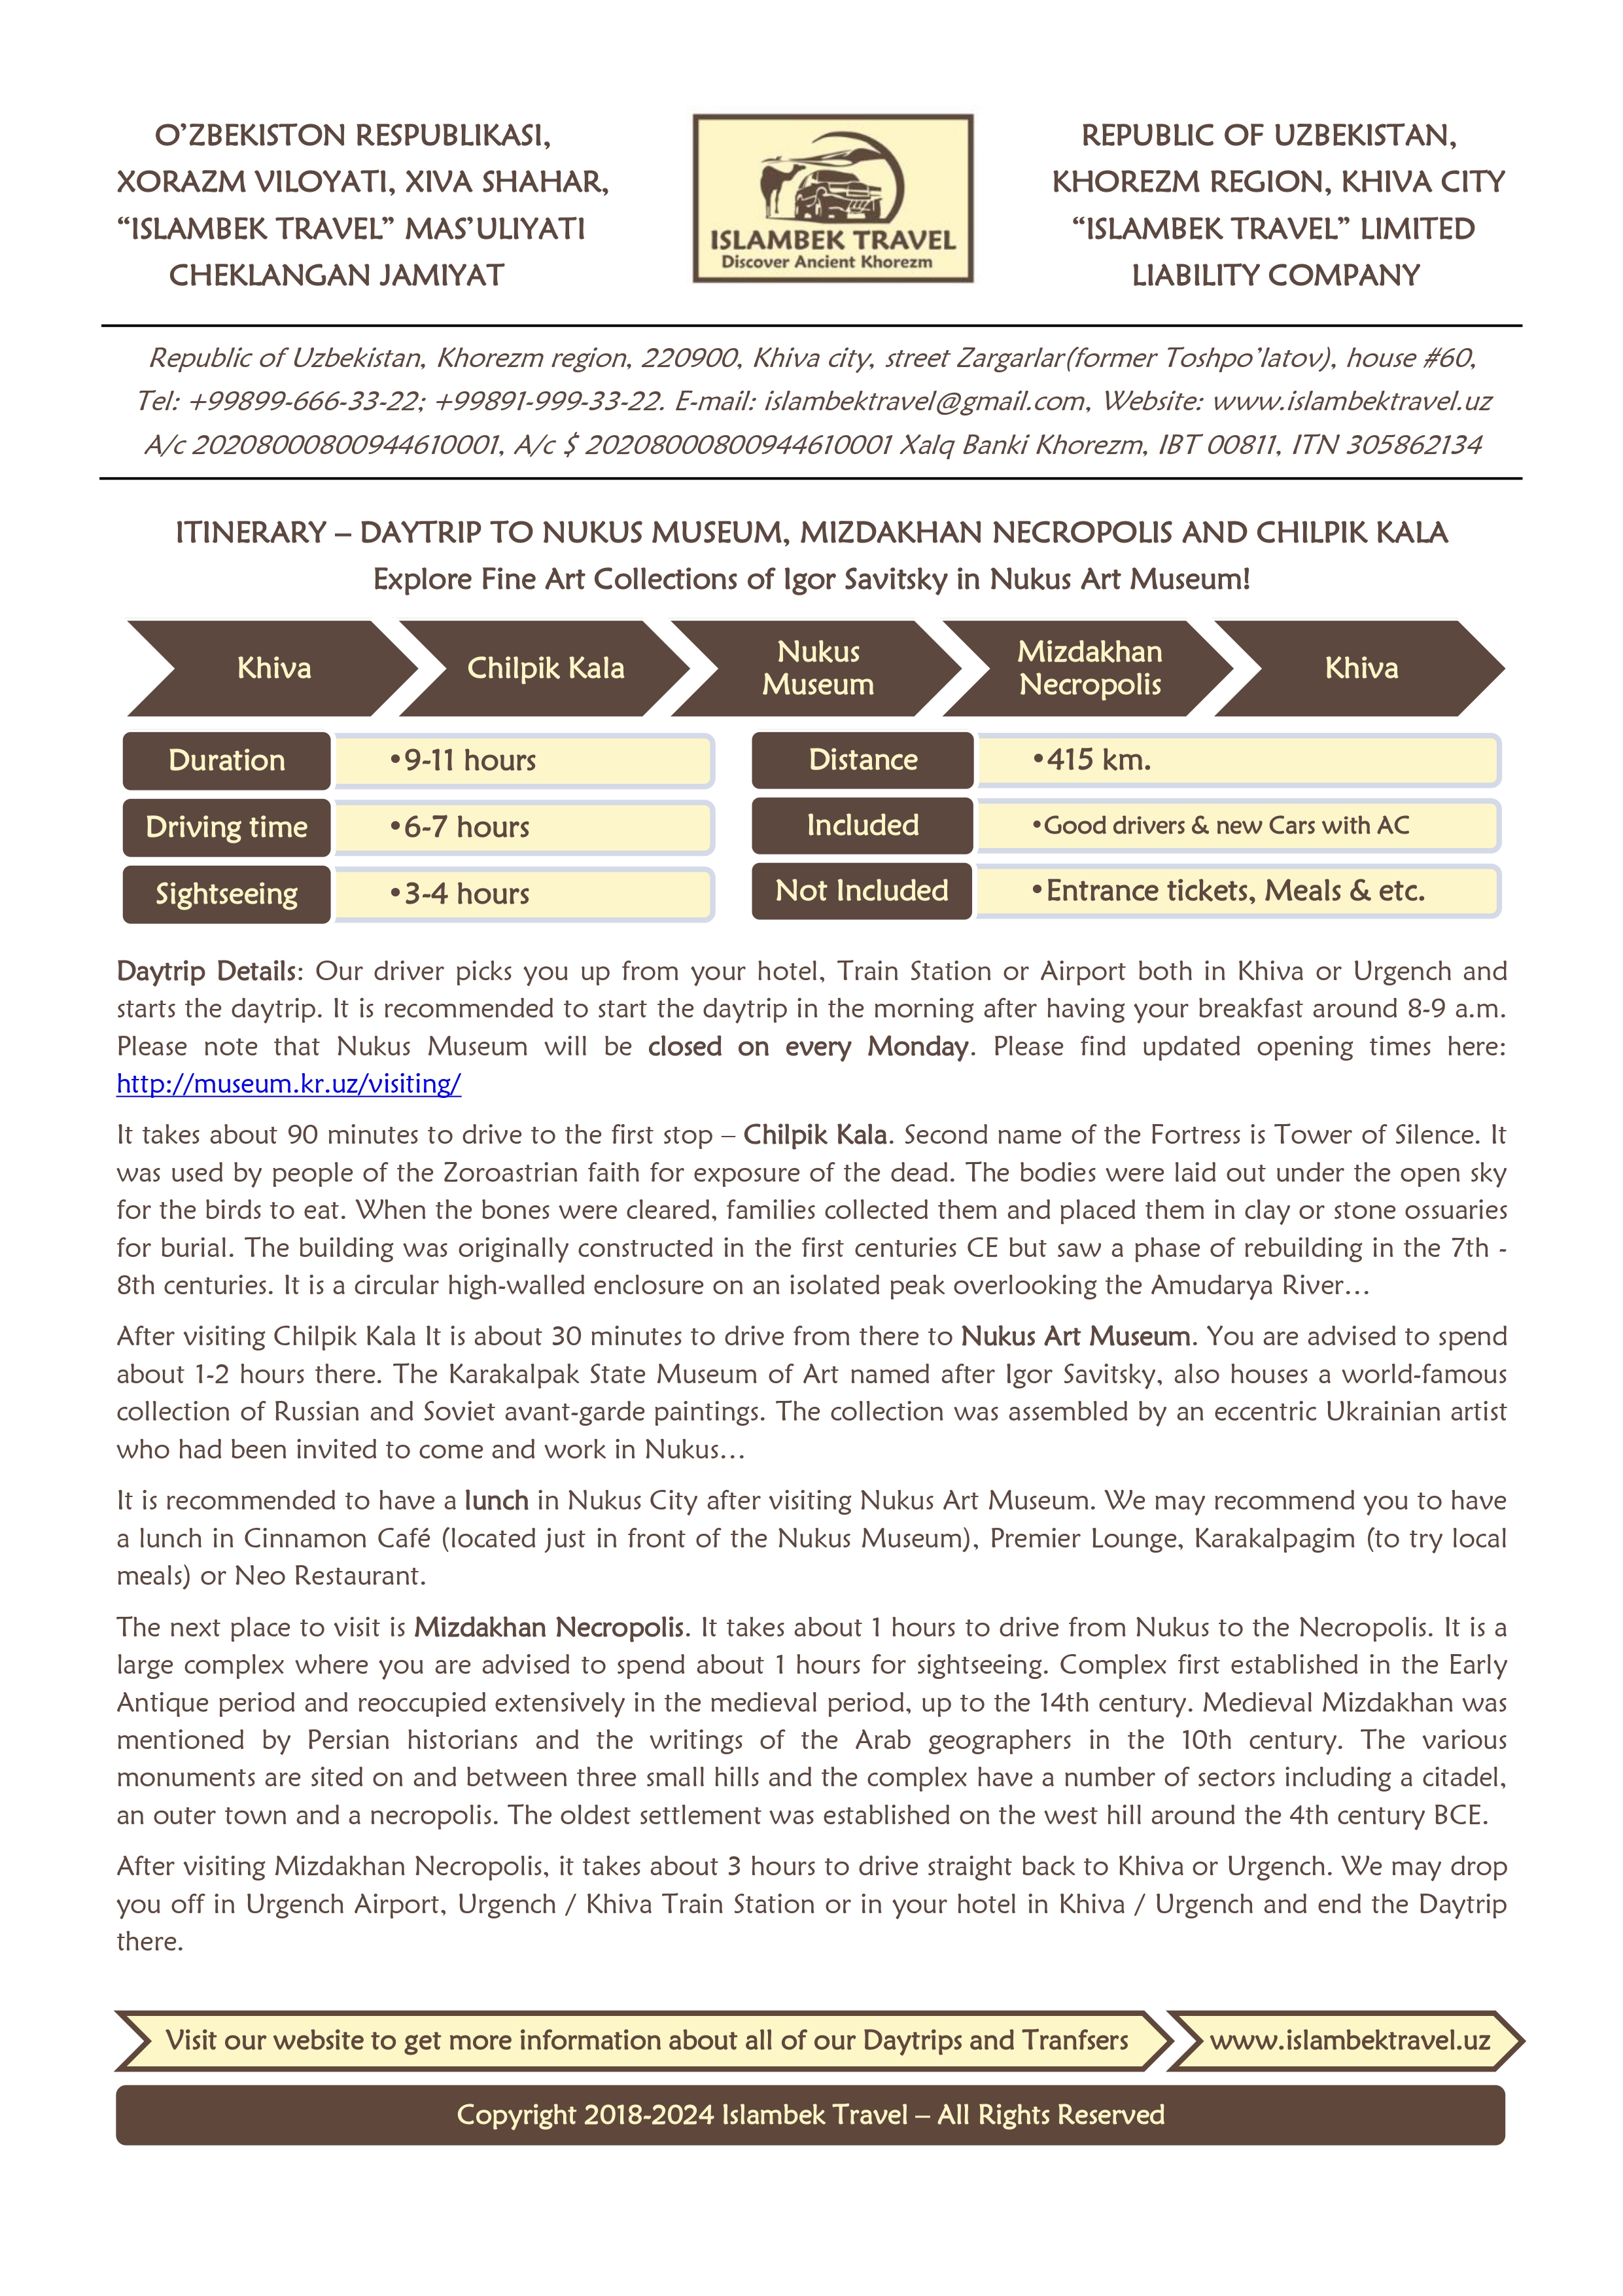 O’ZBEKISTON RESPUBLIKASI,
XORAZM VILOYATI, XIVA SHAHAR,
“ISLAMBEK TRAVEL” MAS’ULIYATI
CHEKLANGAN JAMIYAT
ISLAMBEK TRAVEL
Discover Ancient Khorezm
REPUBLIC OF UZBEKISTAN,
KHOREZM REGION, KHIVA CITY
“ISLAMBEK TRAVEL” LIMITED
LIABILITY COMPANY
Republic of Uzbekistan, Khorezm region, 220900, Khiva city, street Zargarlar(former Toshpo’latov), house #60,
Tel: +99899-666-33-22; +99891-999-33-22. E-mail: islambektravel@gmail.com, Website: www.islambektravel.uz
A/c 20208000800944610001, A/c $ 20208000800944610001 Xalq Banki Khorezm, IBT 00811, ITN 305862134
ITINERARY – DAYTRIP TO NUKUS MUSEUM, MIZDAKHAN NECROPOLIS AND CHILPIK KALA
Explore Fine Art Collections of Igor Savitsky in Nukus Art Museum!
Khiva
Chilpik Kala
Nukus
Museum
Mizdakhan
Necropolis
Khiva
Duration
•9-11 hours
Driving time
•6-7 hours
Sightseeing
•3-4 hours
Distance
•415 km.
Included
•Good drivers & new Cars with AC
Not Included
•Entrance tickets, Meals & etc.
Daytrip Details: Our driver picks you up from your hotel, Train Station or Airport both in Khiva or Urgench and
starts the daytrip. It is recommended to start the daytrip in the morning after having your breakfast around 8-9 a.m.
Please note that Nukus Museum will be closed on every Monday. Please find updated opening times here:
http://museum.kr.uz/visiting/
It takes about 90 minutes to drive to the first stop – Chilpik Kala. Second name of the Fortress is Tower of Silence. It
was used by people of the Zoroastrian faith for exposure of the dead. The bodies were laid out under the open sky
for the birds to eat. When the bones were cleared, families collected them and placed them in clay or stone ossuaries
for burial. The building was originally constructed in the first centuries CE but saw a phase of rebuilding in the 7th -
8th centuries. It is a circular high-walled enclosure on an isolated peak overlooking the Amudarya River…
After visiting Chilpik Kala It is about 30 minutes to drive from there to Nukus Art Museum. You are advised to spend
about 1-2 hours there. The Karakalpak State Museum of Art named after Igor Savitsky, also houses a world-famous
collection of Russian and Soviet avant-garde paintings. The collection was assembled by an eccentric Ukrainian artist
who had been invited to come and work in Nukus…
It is recommended to have a lunch in Nukus City after visiting Nukus Art Museum. We may recommend you to have
a lunch in Cinnamon Café (located just in front of the Nukus Museum), Premier Lounge, Karakalpagim (to try local
meals) or Neo Restaurant.
The next place to visit is Mizdakhan Necropolis. It takes about 1 hours to drive from Nukus to the Necropolis. It is a
large complex where you are advised to spend about 1 hours for sightseeing. Complex first established in the Early
Antique period and reoccupied extensively in the medieval period, up to the 14th century. Medieval Mizdakhan was
mentioned by Persian historians and the writings of the Arab geographers in the 10th century. The various
monuments are sited on and between three small hills and the complex have a number of sectors including a citadel,
an outer town and a necropolis. The oldest settlement was established on the west hill around the 4th century BCE.
After visiting Mizdakhan Necropolis, it takes about 3 hours to drive straight back to Khiva or Urgench. We may drop
you off in Urgench Airport, Urgench / Khiva Train Station or in your hotel in Khiva / Urgench and end the Daytrip
there.
Visit our website to get more information about all of our Daytrips and Tranfsers
www.islambektravel.uz
Copyright 2018-2024 Islambek Travel – All Rights Reserved